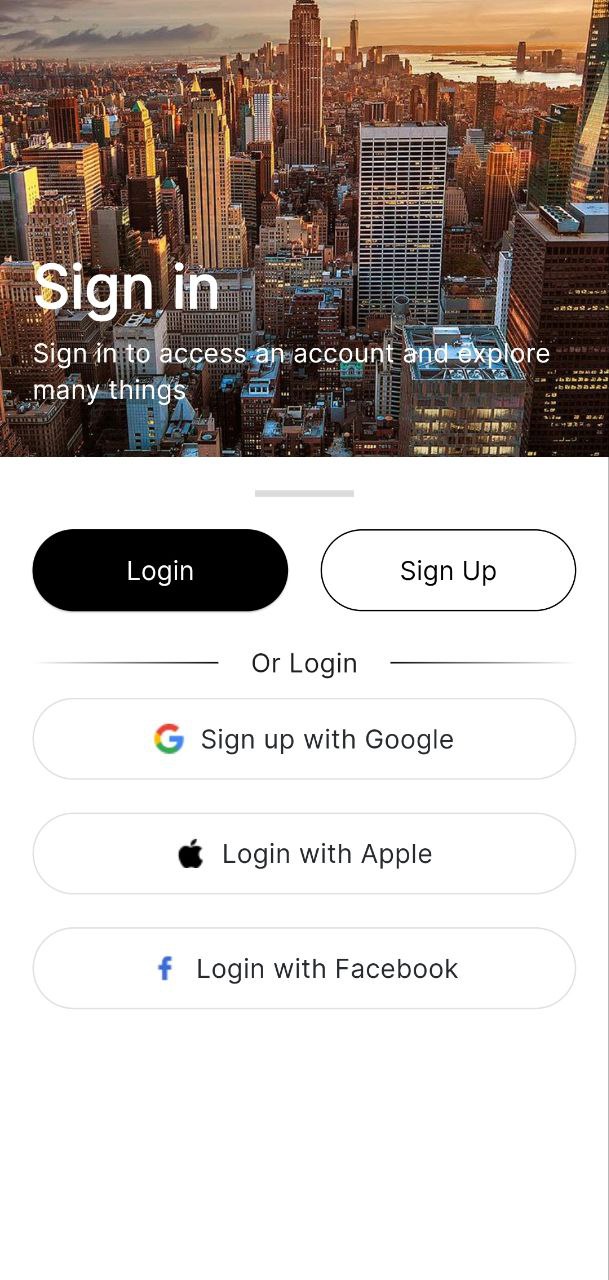 Sign in
Sign in to access an account and explore
many things
Login
Sign Up
Or Login
Sign up with Google
Login with Apple
Login with Facebook